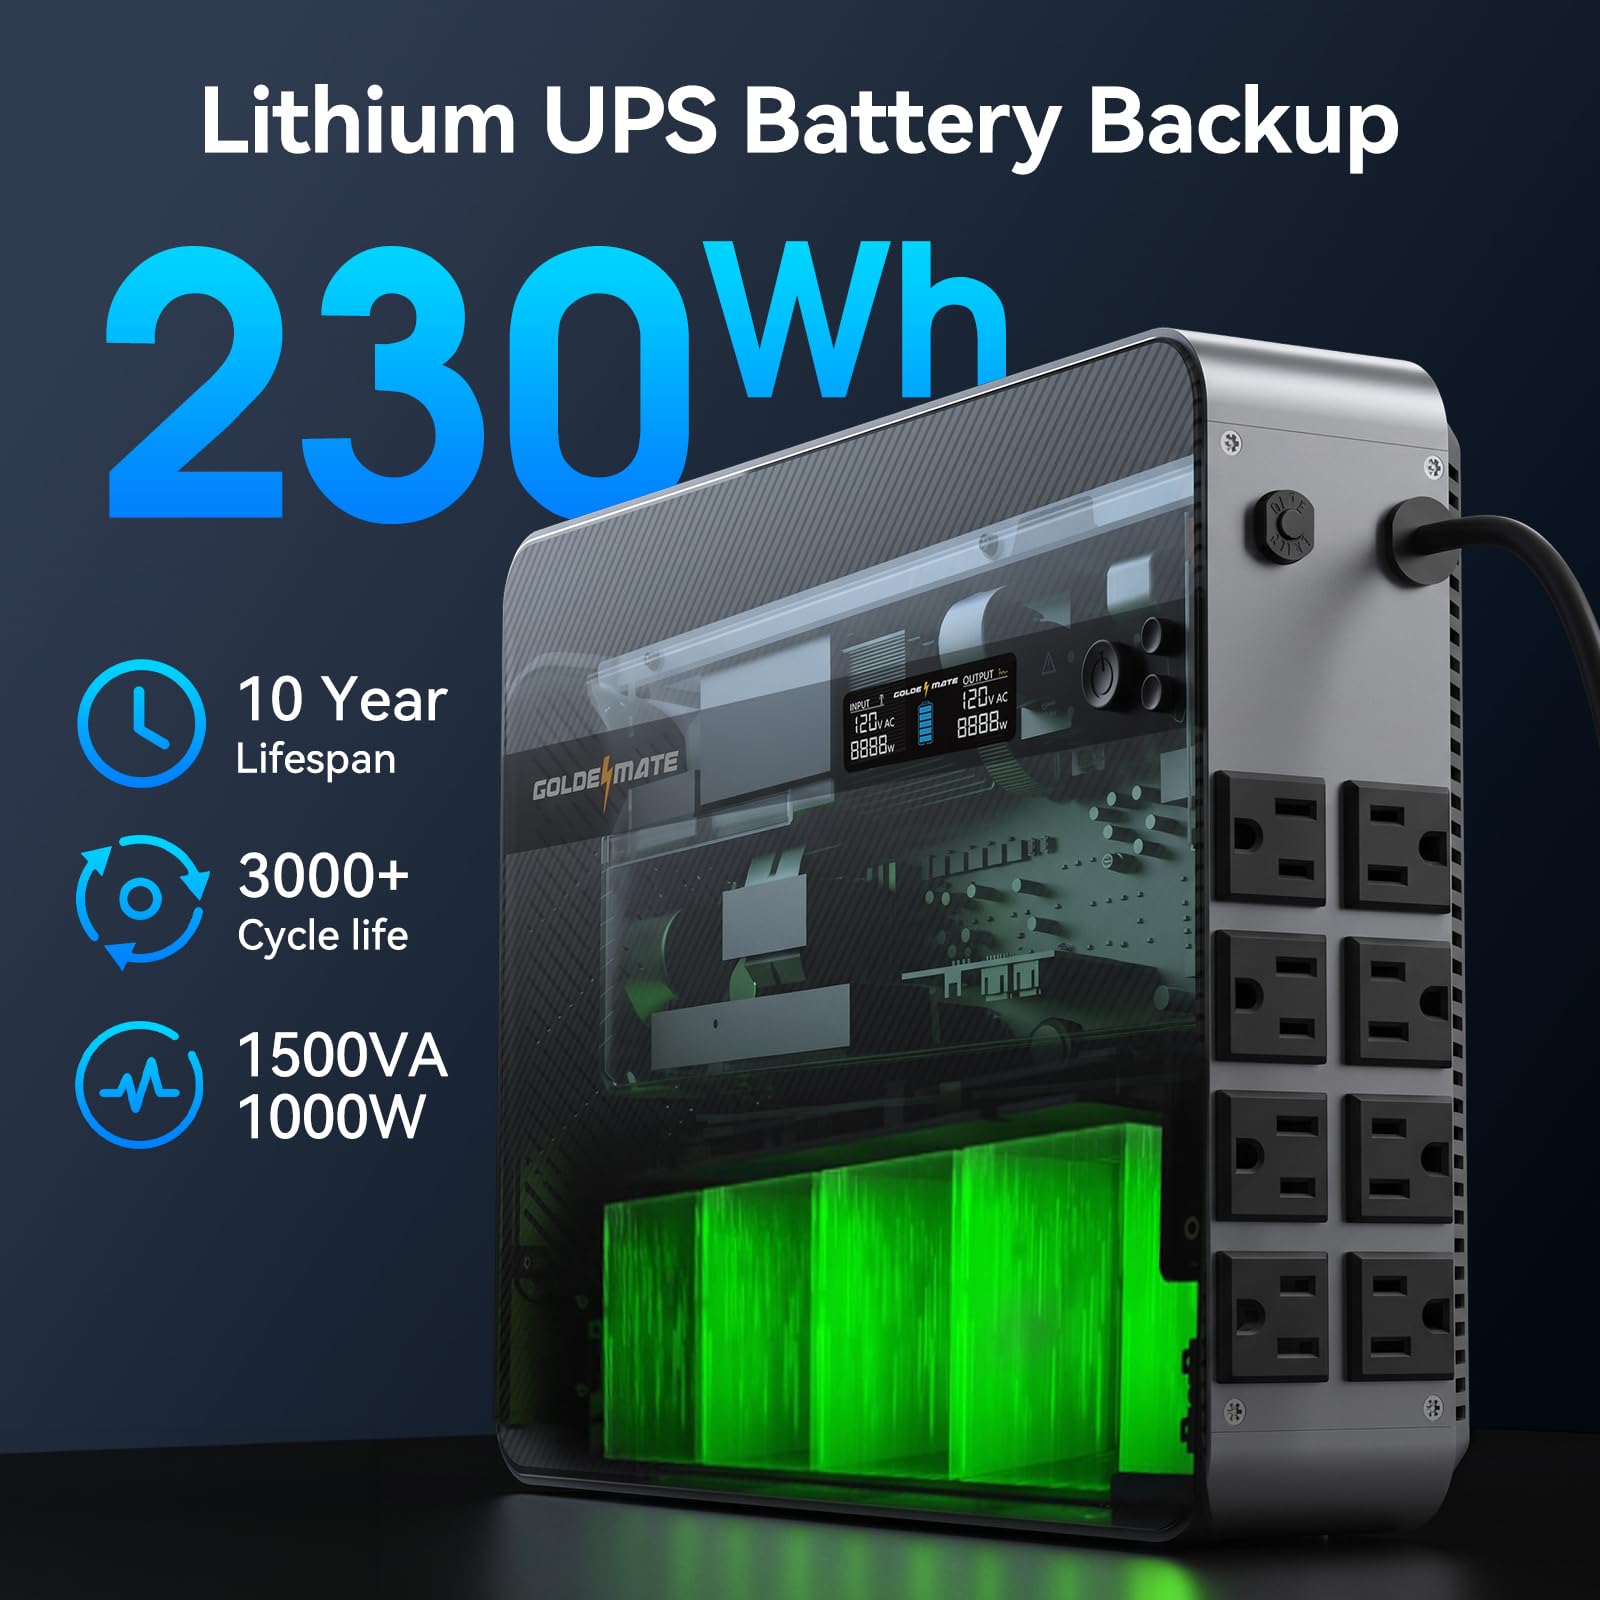 Lithium UPS Battery Backup
230Wh
10 Year
Lifespan
3000+
Cycle life
1500VA
1000W
GOLDENMATE
INPUT
GOLDENMATE
OUTPUT
120V AC
120V AC
8888W
8888W